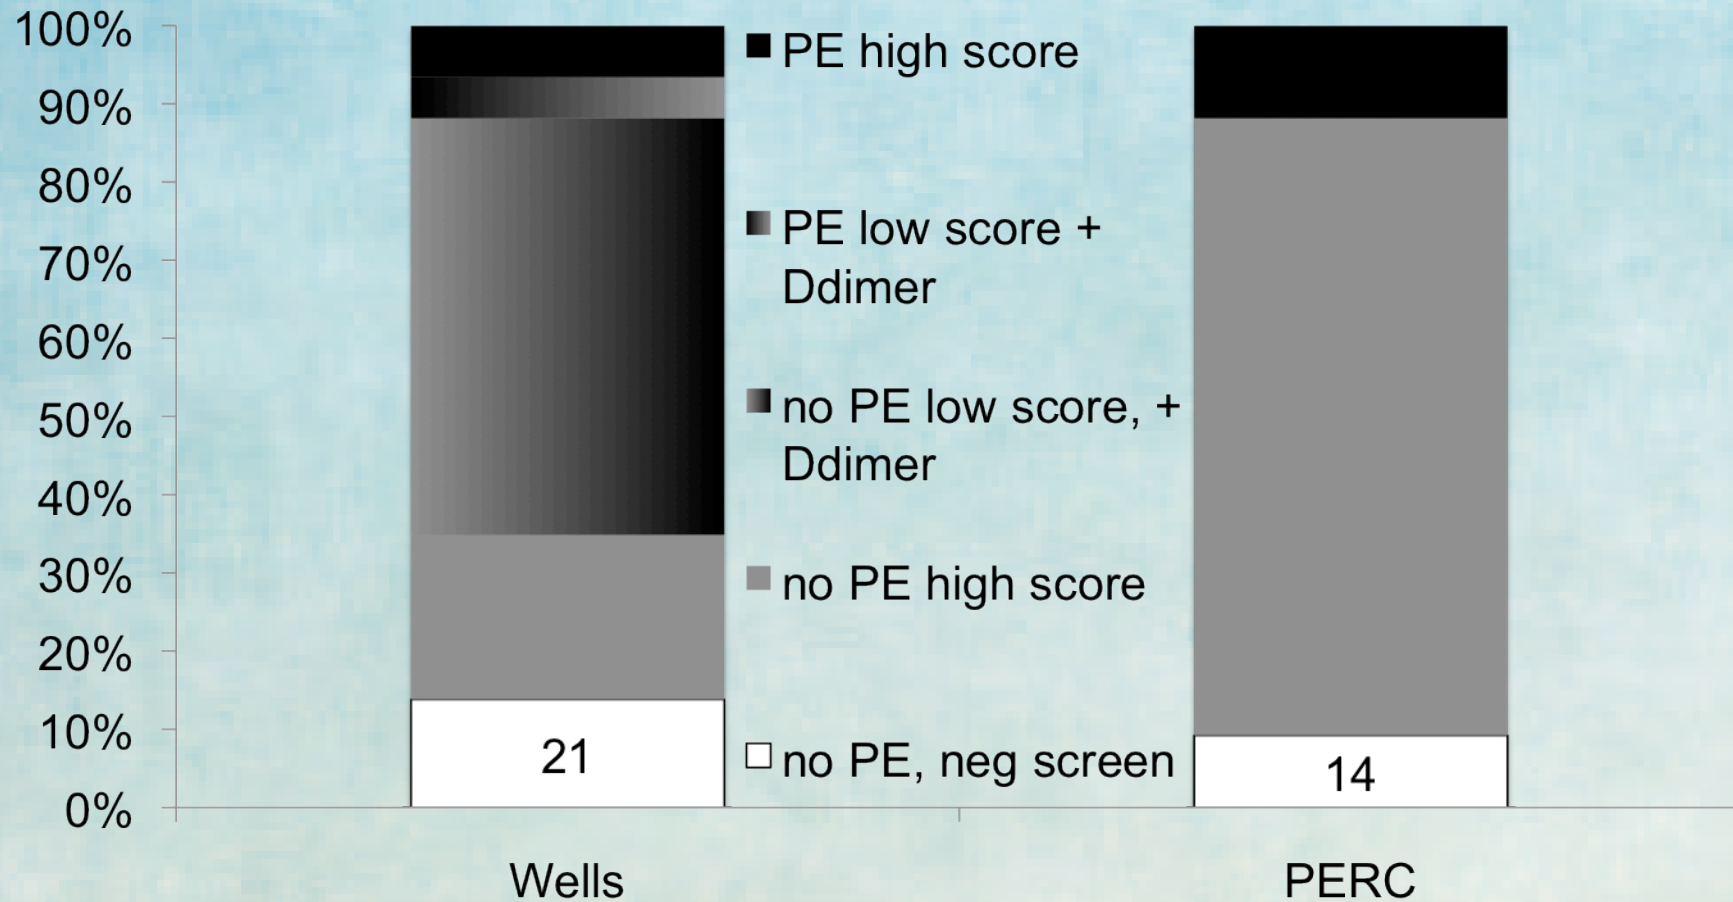 100%
90%
80%
70%
60%
50%
40%
30%
20%
10%
0%
PE high score
PE low score +
Ddimer
no PE low score, +
Ddimer
no PE high score
no PE, neg screen
21
14
Wells
PERC